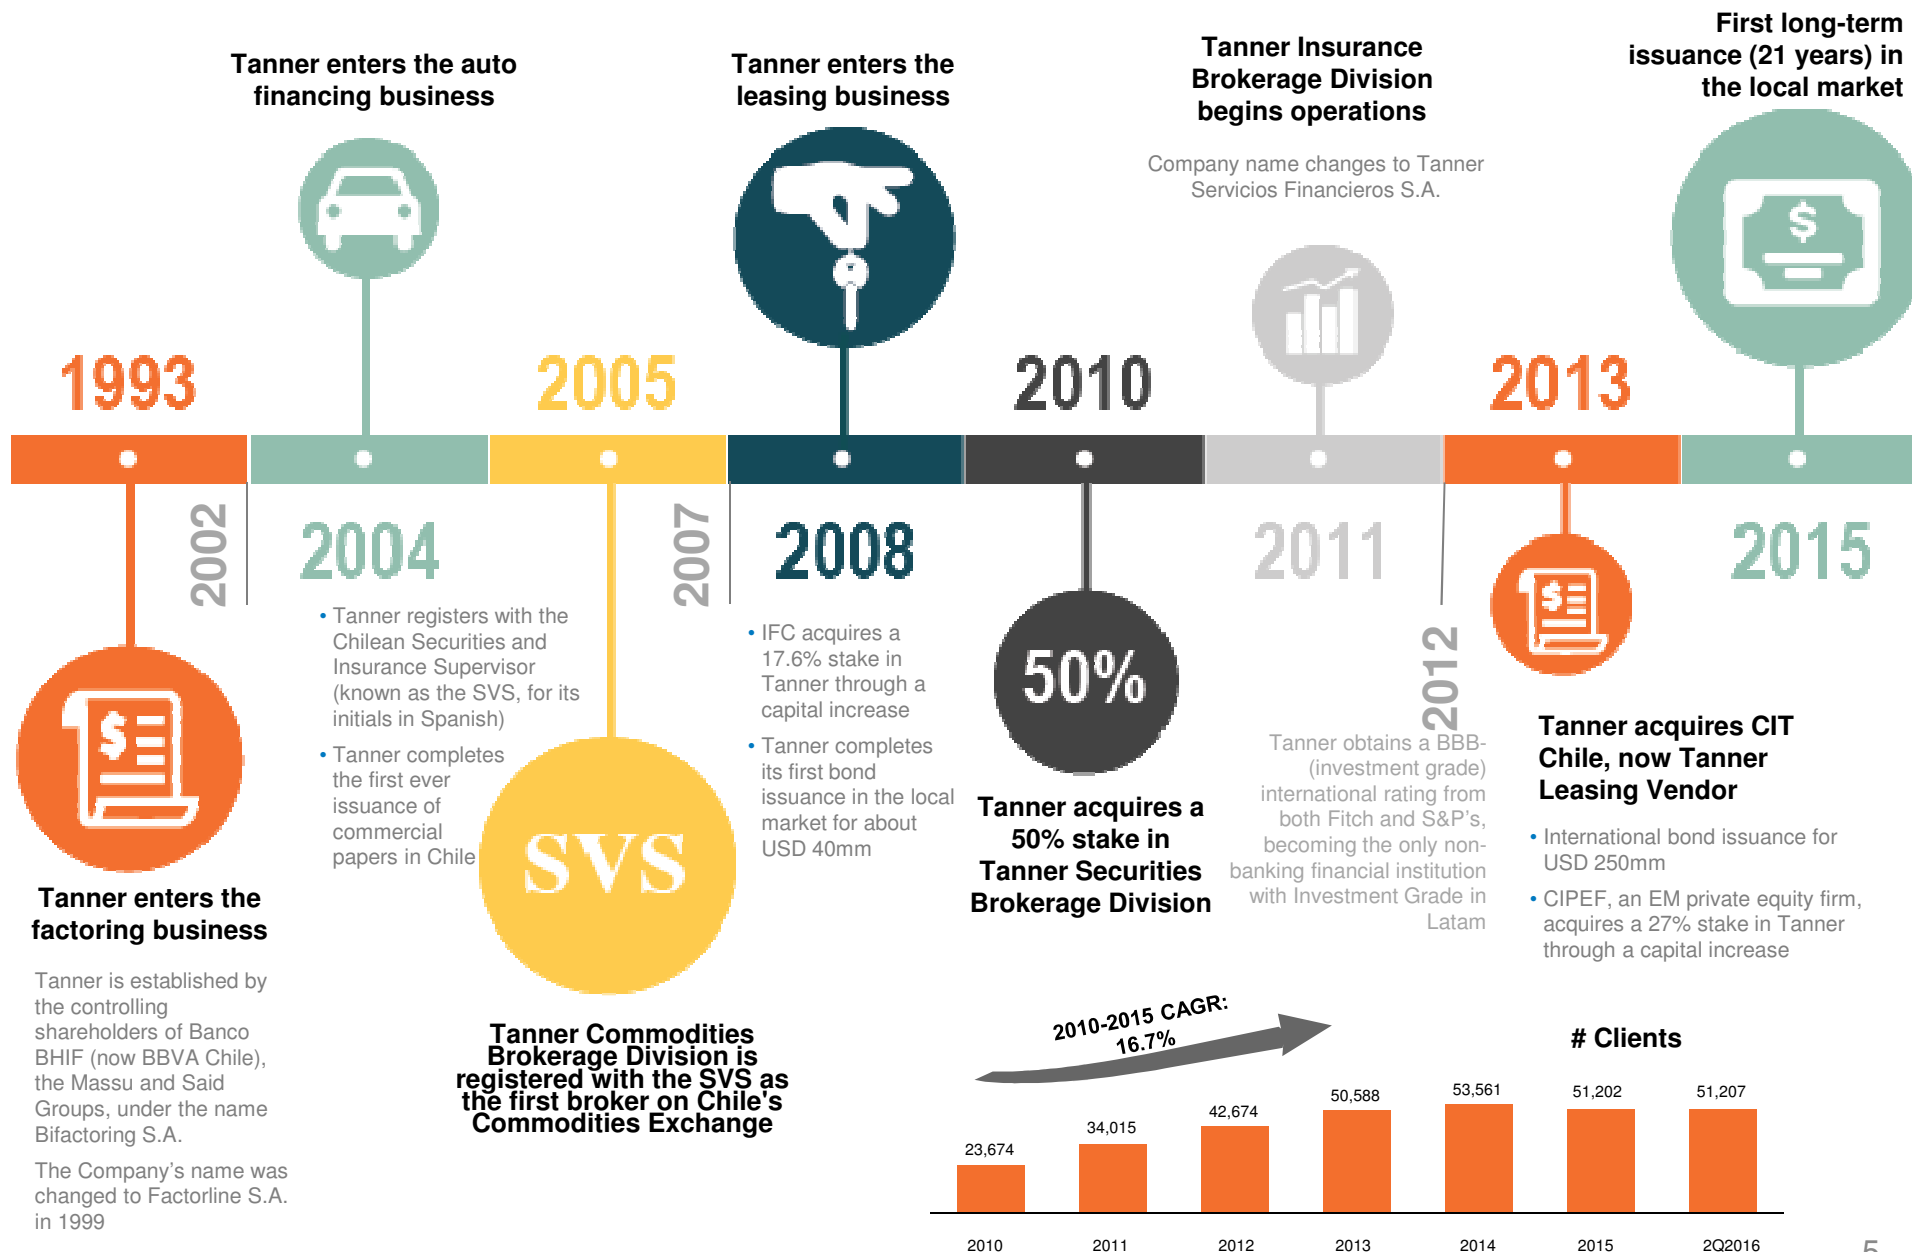 Tanner enters the auto
financing business
Tanner enters the
leasing business
Tanner Insurance
Brokerage Division
begins operations
Company name changes to Tanner
Servicios Financieros S.A.
First long-term
issuance (21 years) in
the local market
$
1993
2005
2010
2013
2002
2004
2007
2008
2011
2012
2015
$
Tanner enters the
factoring business
Tanner is established by
the controlling
shareholders of Banco
BHIF (now BBVA Chile),
the Massu and Said
Groups, under the name
Bifactoring S.A.
The Company's name was
changed to Factorline S.A.
in 1999
• Tanner registers with the
Chilean Securities and
Insurance Supervisor
(known as the SVS, for its
initials in Spanish)
• Tanner completes
the first ever
issuance of
commercial
papers in Chile
SVS
Tanner Commodities
Brokerage Division is
registered with the SVS as
the first broker on Chile's
Commodities Exchange
• IFC acquires a
17.6% stake in
Tanner through a
capital increase
• Tanner completes
its first bond
issuance in the local
market for about
USD 40mm
50%
Tanner acquires a
50% stake in
Tanner Securities
Brokerage Division
Tanner obtains a BBB-
(investment grade)
international rating from
both Fitch and S&P's,
becoming the only non-
banking financial institution
with Investment Grade in
Latam
$
Tanner acquires CIT
Chile, now Tanner
Leasing Vendor
• International bond issuance for
USD 250mm
• CIPEF, an EM private equity firm,
acquires a 27% stake in Tanner
through a capital increase
2010-2015 CAGR:
16.7%
# Clients
23,674
34,015
42,674
50,588
53,561
51,202
51,207
2010
2011
2012
2013
2014
2015
2Q2016
5